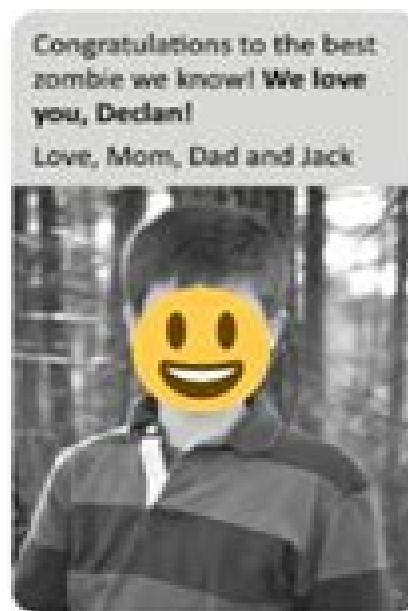 Congratulations to the best
zombie we know! We love
you, Declan!
Love, Mom, Dad and Jack